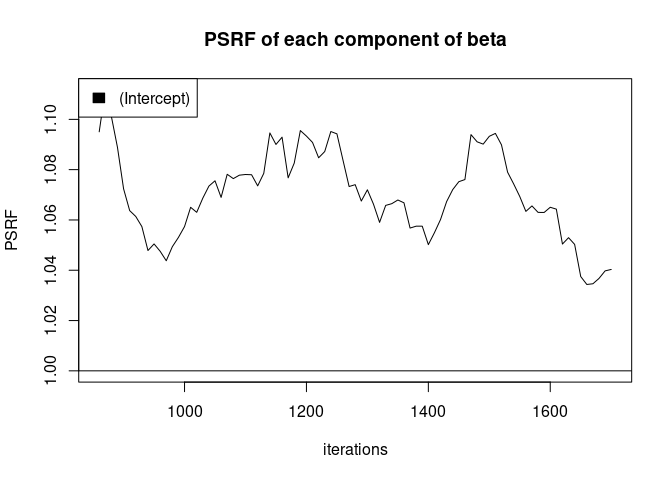 PSRF of each component of beta
(Intercept)
PSRF
1.10
1.08
1.06
1.04
1.02
1.00
1000 1200 1400 1600
iterations